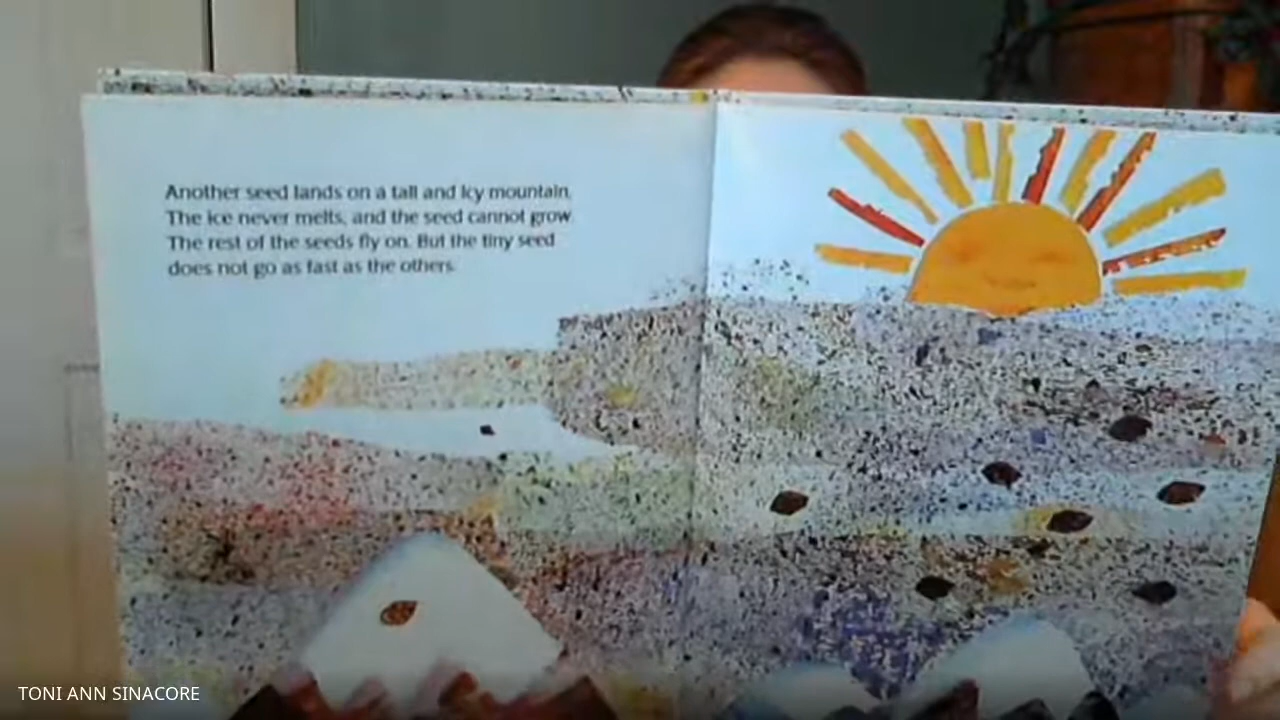 Another seed lands on a tall and icy mountain.
The ice never melts, and the seed cannot grow.
The rest of the seeds fly on. But the tiny seed
does not go as fast as the others.
TONI ANN SINACORE